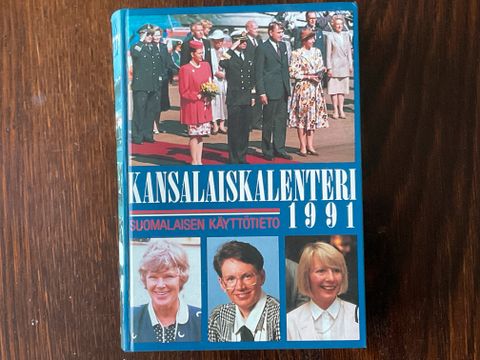 KANSALAISKALENTERI
SUOMALAISEN KÄYTTÖTIETO 1991